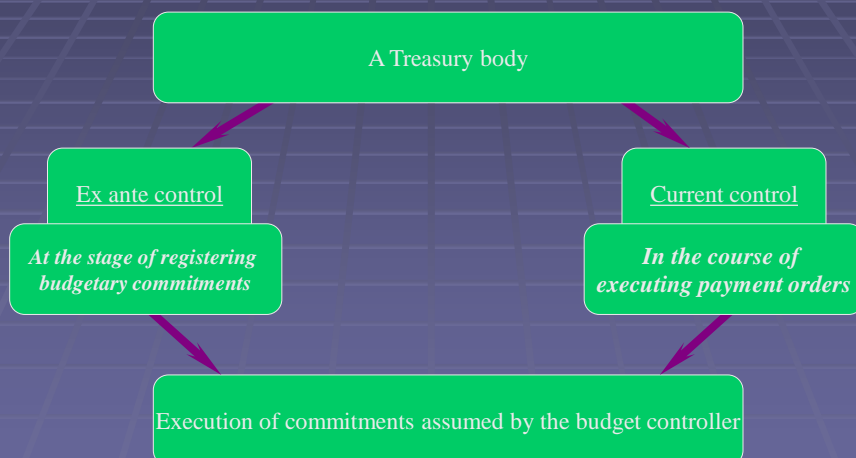 A Treasury body
Ex ante control
Current control
At the stage of registering
budgetary commitments
In the course of
executing payment orders
Execution of commitments assumed by the budget controller